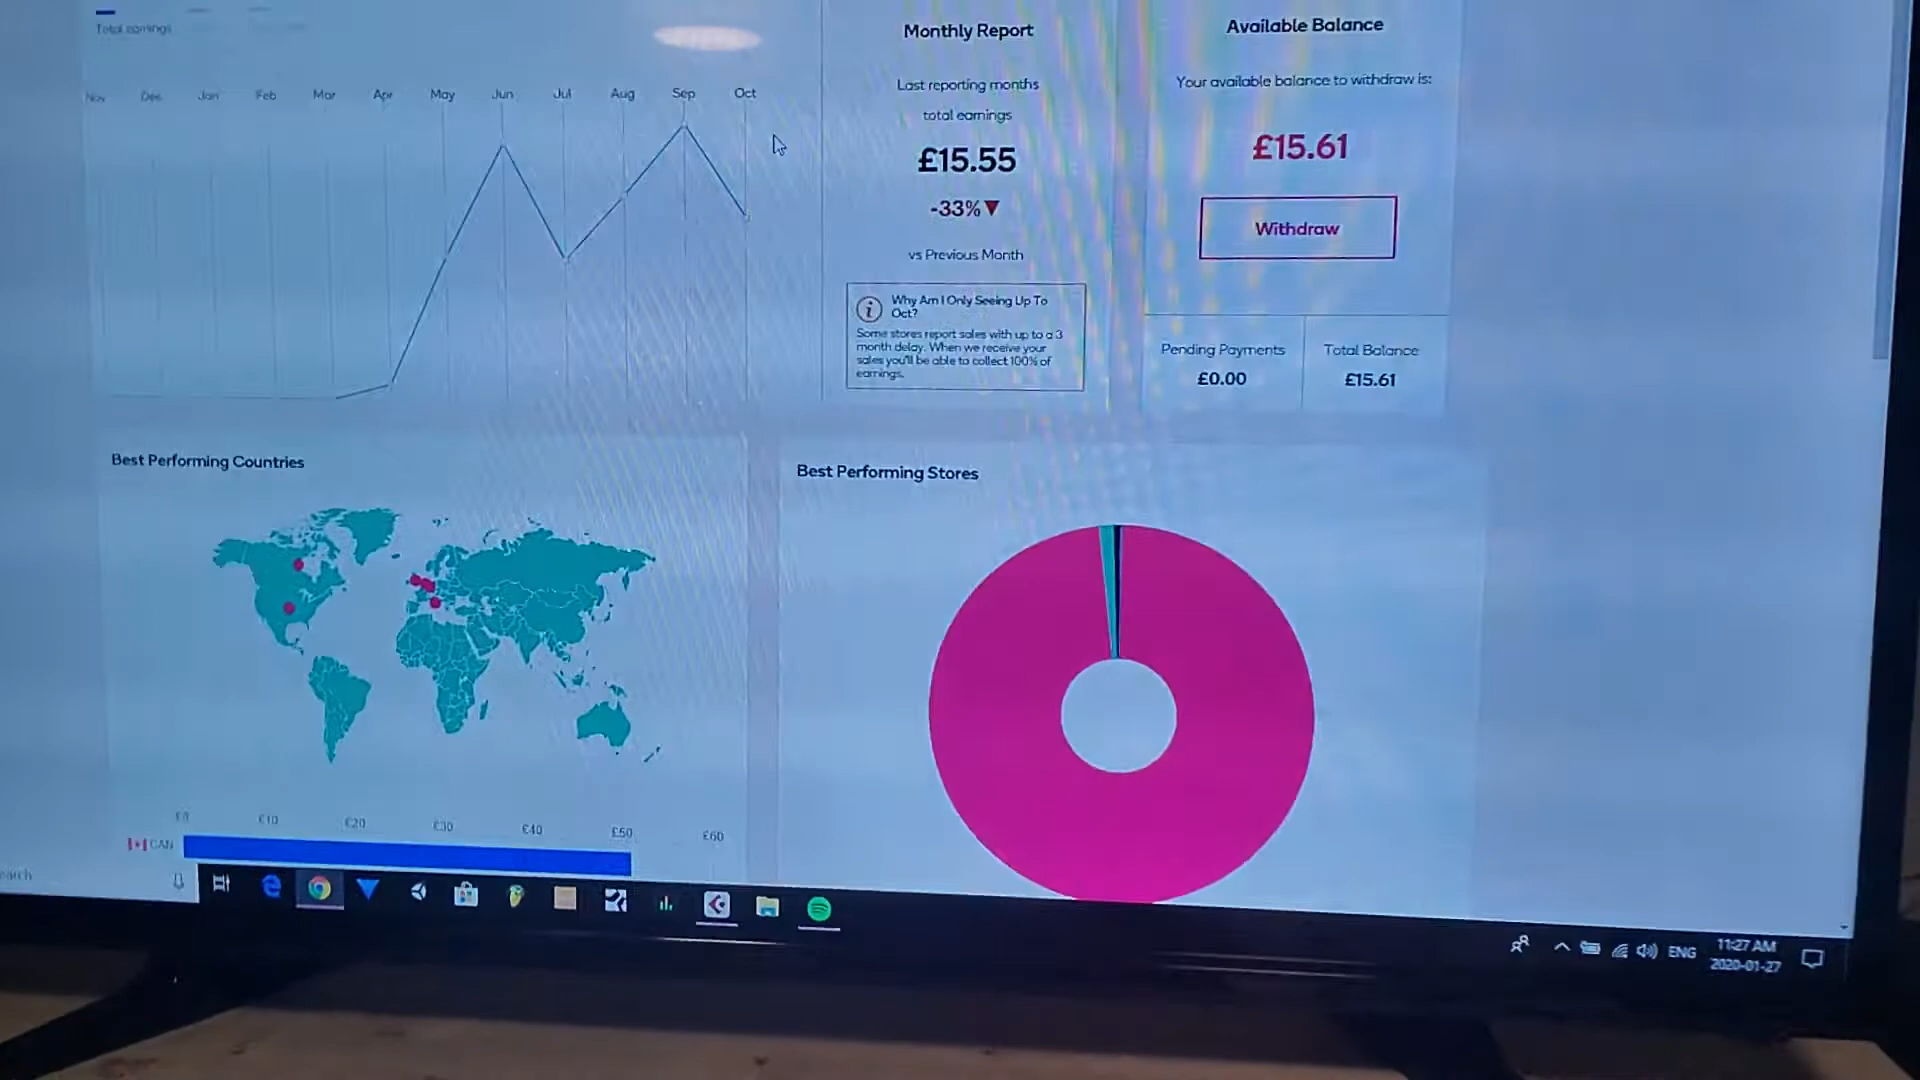 Total earnings
Nov Dec Jan Feb Mar Apr May Jun Jul Aug Sep Oct
Monthly Report
Last reporting months
total earnings
£15.55
-33%▼
vs Previous Month
Why Am I Only Seeing Up To
Oct?
Some stores report sales with up to a 3
month delay. When we receive your
sales you'll be able to collect 100% of
earnings.
Available Balance
Your available balance to withdraw is:
£15.61
Withdraw
Pending Payments
£0.00
Total Balance
£15.61
Best Performing Countries
£0 £10 £20 £30 £40 £50 £60
CAN
Best Performing Stores
earch
ENG
11:27 AM
2020-01-27